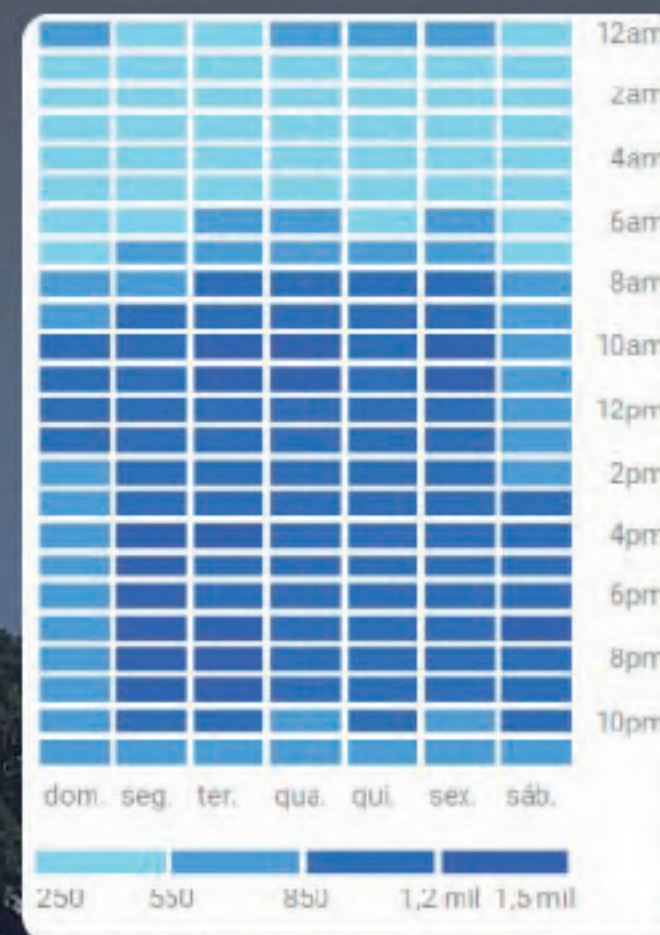 12am
2am
4am
6am
8am
10am
12pm
2pm
4pm
6pm
8pm
10pm
dom. seg. ter. qua. qui. sex. sáb.
250 550 850 1,2 mil 1,5 mil